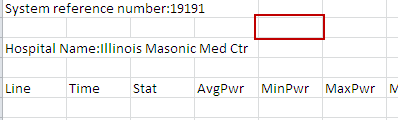 System reference number:19191
Hospital Name:Illinois Masonic Med Ctr
Line Time Stat AvgPwr MinPwr MaxPwr M